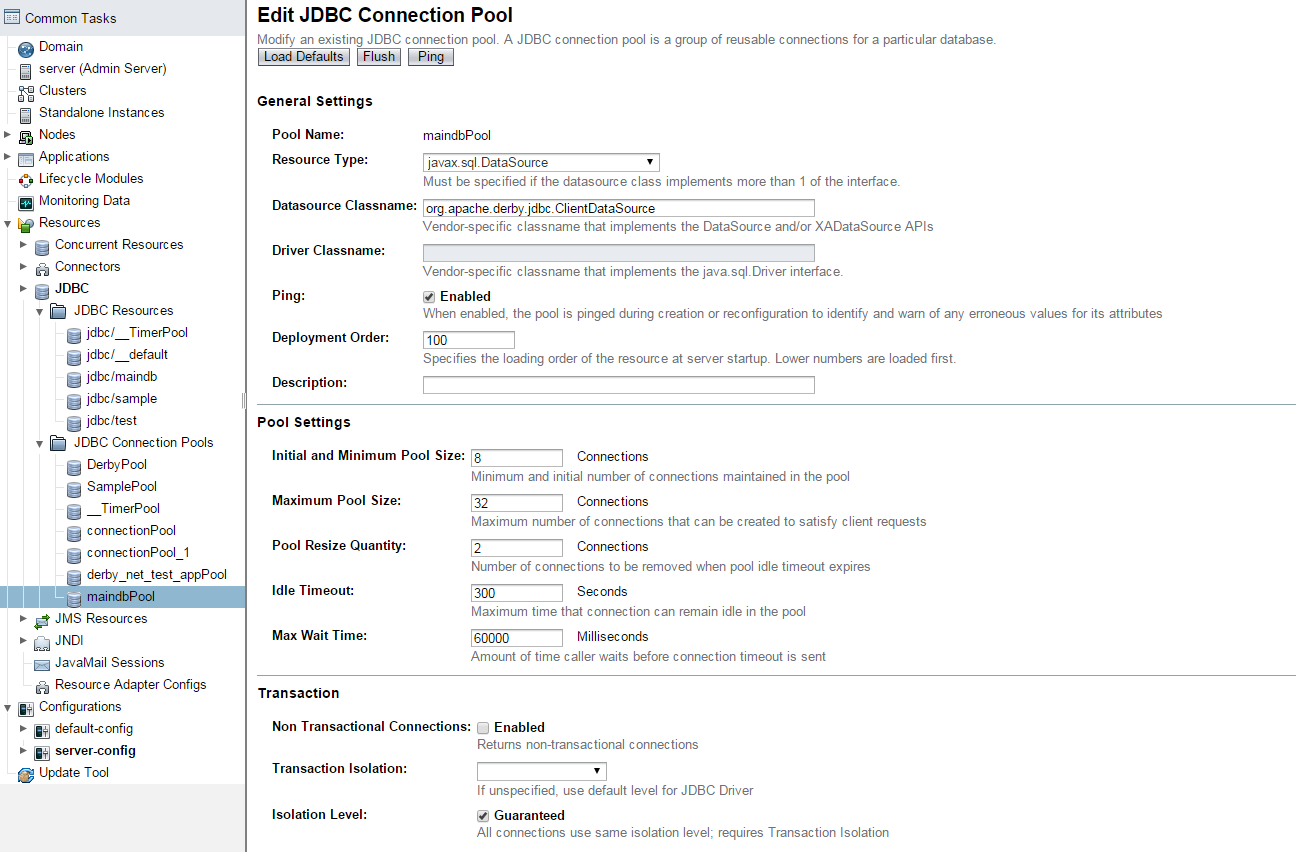 Common Tasks
Domain
server (Admin Server)
Clusters
Standalone Instances
Nodes
Applications
Lifecycle Modules
Monitoring Data
Resources
Concurrent Resources
Connectors
JDBC
JDBC Resources
jdbc/__TimerPool
jdbc/__default
jdbc/maindb
jdbc/sample
jdbc/test
JDBC Connection Pools
DerbyPool
SamplePool
__TimerPool
connectionPool
connectionPool_1
derby_net_test_appPool
maindbPool
JMS Resources
JNDI
JavaMail Sessions
Resource Adapter Configs
Configurations
default-config
server-config
Update Tool
Edit JDBC Connection Pool
Modify an existing JDBC connection pool. A JDBC connection pool is a group of reusable connections for a particular database.
Load Defaults Flush Ping
General Settings
Pool Name: maindbPool
Resource Type: javax.sql.DataSource
Must be specified if the datasource class implements more than 1 of the interface.
Datasource Classname: org.apache.derby.jdbc.ClientDataSource
Vendor-specific classname that implements the DataSource and/or XADataSource APIs
Driver Classname:
Vendor-specific classname that implements the java.sql.Driver interface.
Ping: Enabled
When enabled, the pool is pinged during creation or reconfiguration to identify and warn of any erroneous values for its attributes
Deployment Order: 100
Specifies the loading order of the resource at server startup. Lower numbers are loaded first.
Description:
Pool Settings
Initial and Minimum Pool Size: 8 Connections
Minimum and initial number of connections maintained in the pool
Maximum Pool Size: 32 Connections
Maximum number of connections that can be created to satisfy client requests
Pool Resize Quantity: 2 Connections
Number of connections to be removed when pool idle timeout expires
Idle Timeout: 300 Seconds
Maximum time that connection can remain idle in the pool
Max Wait Time: 60000 Milliseconds
Amount of time caller waits before connection timeout is sent
Transaction
Non Transactional Connections: Enabled
Returns non-transactional connections
Transaction Isolation:
If unspecified, use default level for JDBC Driver
Isolation Level: Guaranteed
All connections use same isolation level; requires Transaction Isolation